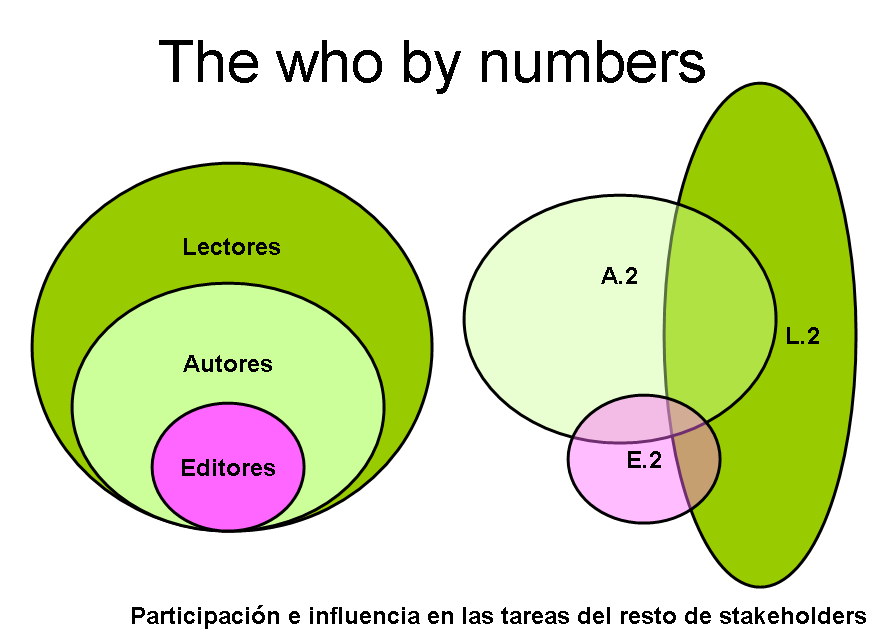 The who by numbers
Lectores
A.2
L.2
Autores
E.2
Editores
Participación e influencia en las tareas del resto de stakeholders